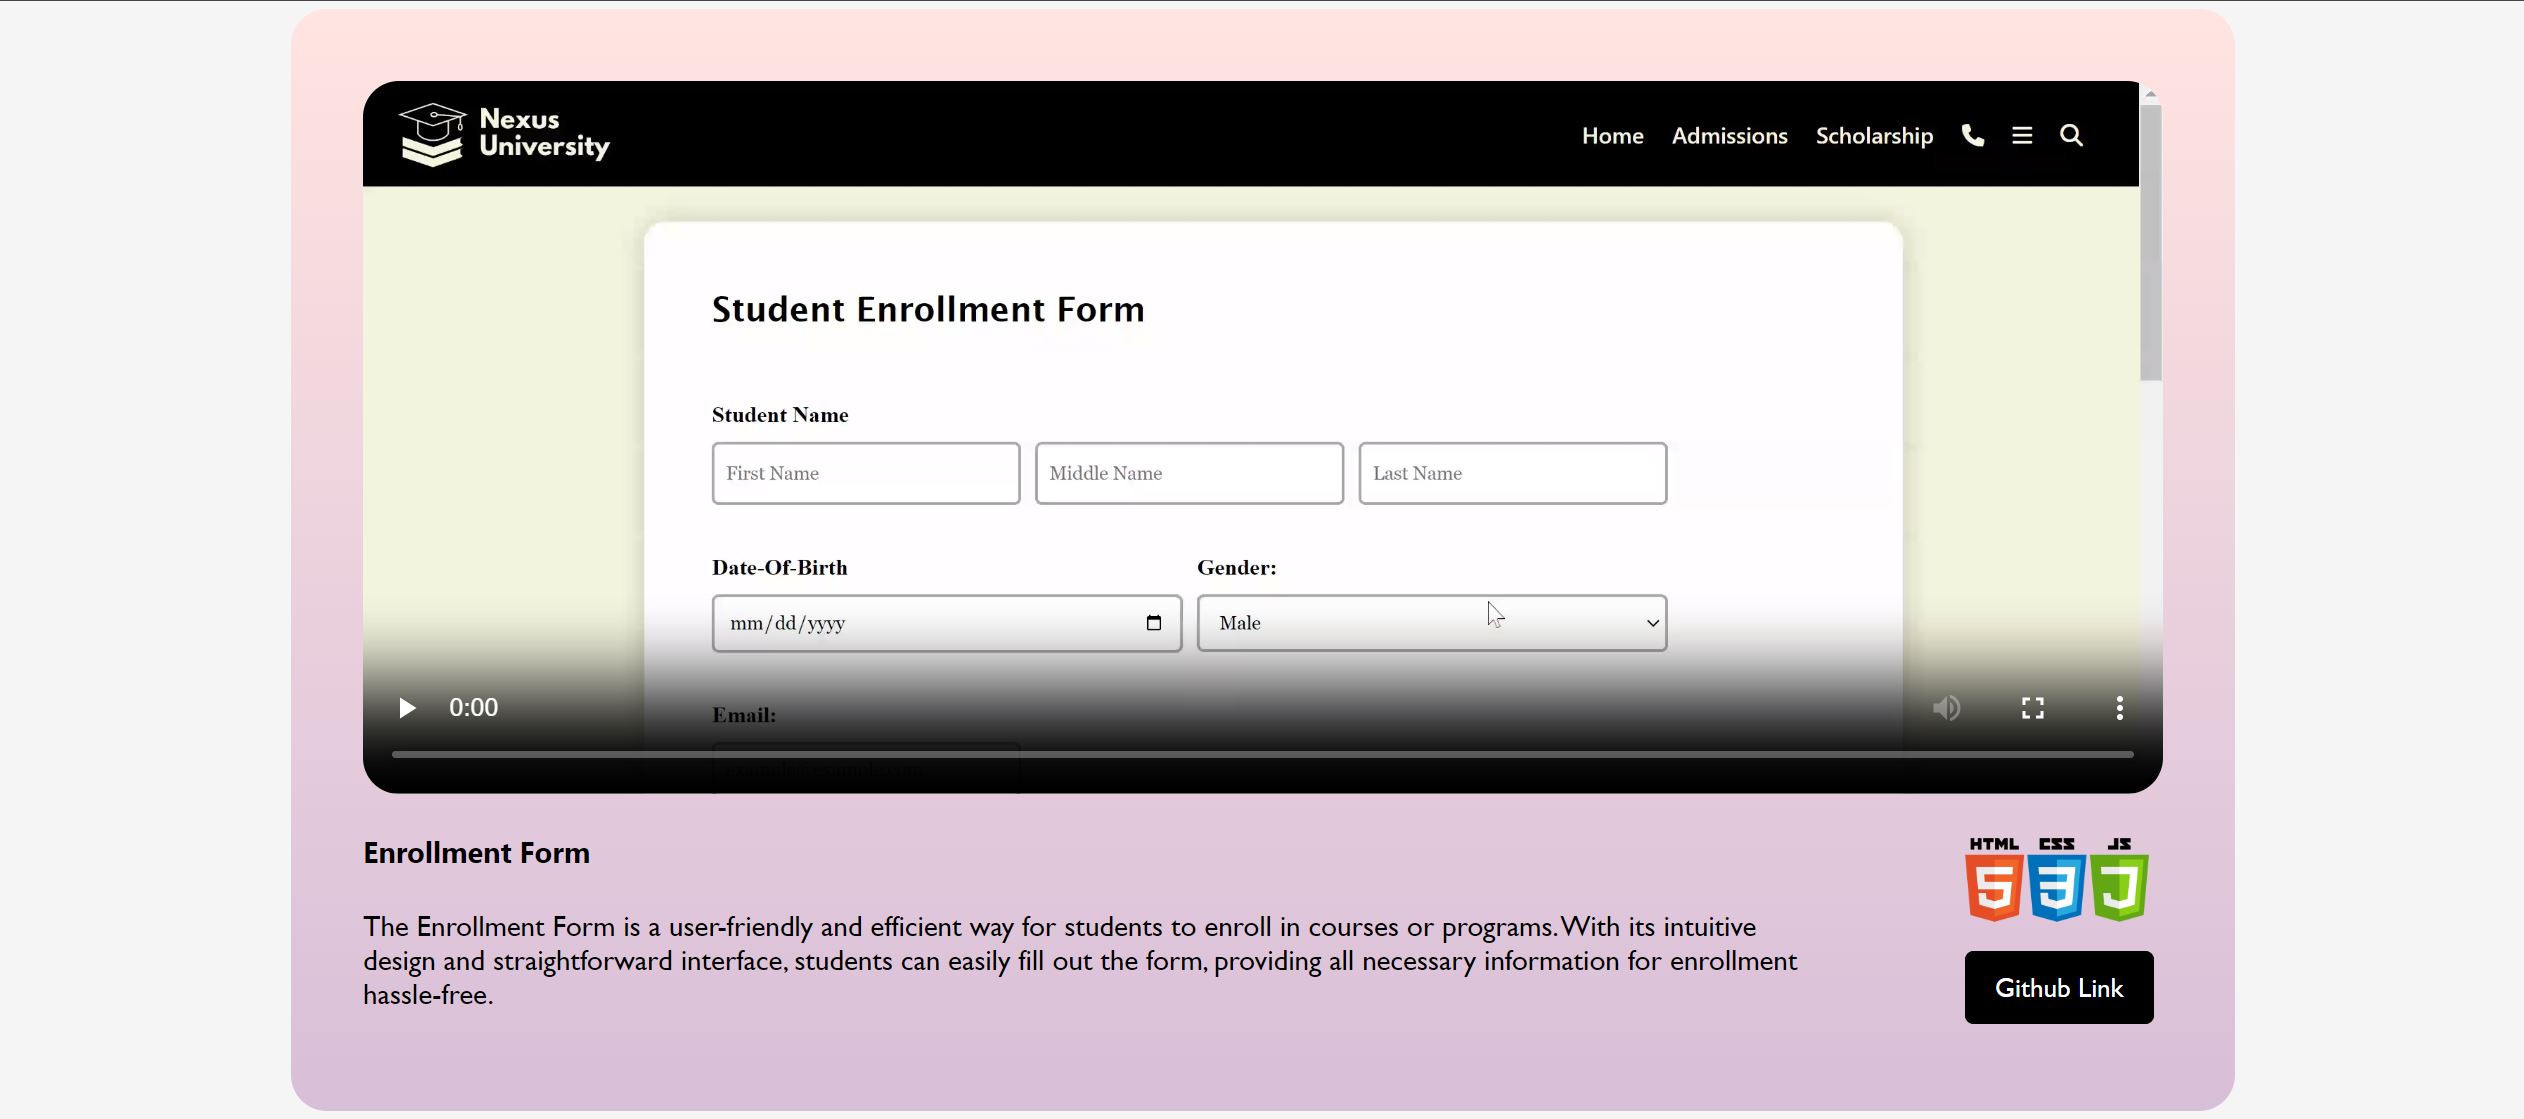 Nexus
University
Home Admissions Scholarship
Student Enrollment Form
Student Name
First Name Middle Name Last Name
Date-Of-Birth Gender:
mm/dd/yyyy Male
0:00
Email:
Enrollment Form
HTML CSS JS
5 3 J
The Enrollment Form is a user-friendly and efficient way for students to enroll in courses or programs. With its intuitive
design and straightforward interface, students can easily fill out the form, providing all necessary information for enrollment
hassle-free.
Github Link